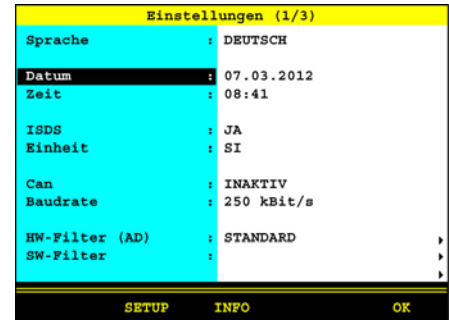 Einstellungen (1/3)
Sprache : DEUTSCH
Datum : 07.03.2012
Zeit : 08:41
ISDS : JA
Einheit : SI
Can : INAKTIV
Baudrate : 250 kBit/s
HW-Filter (AD) : STANDARD
SW-Filter :
SETUP INFO OK